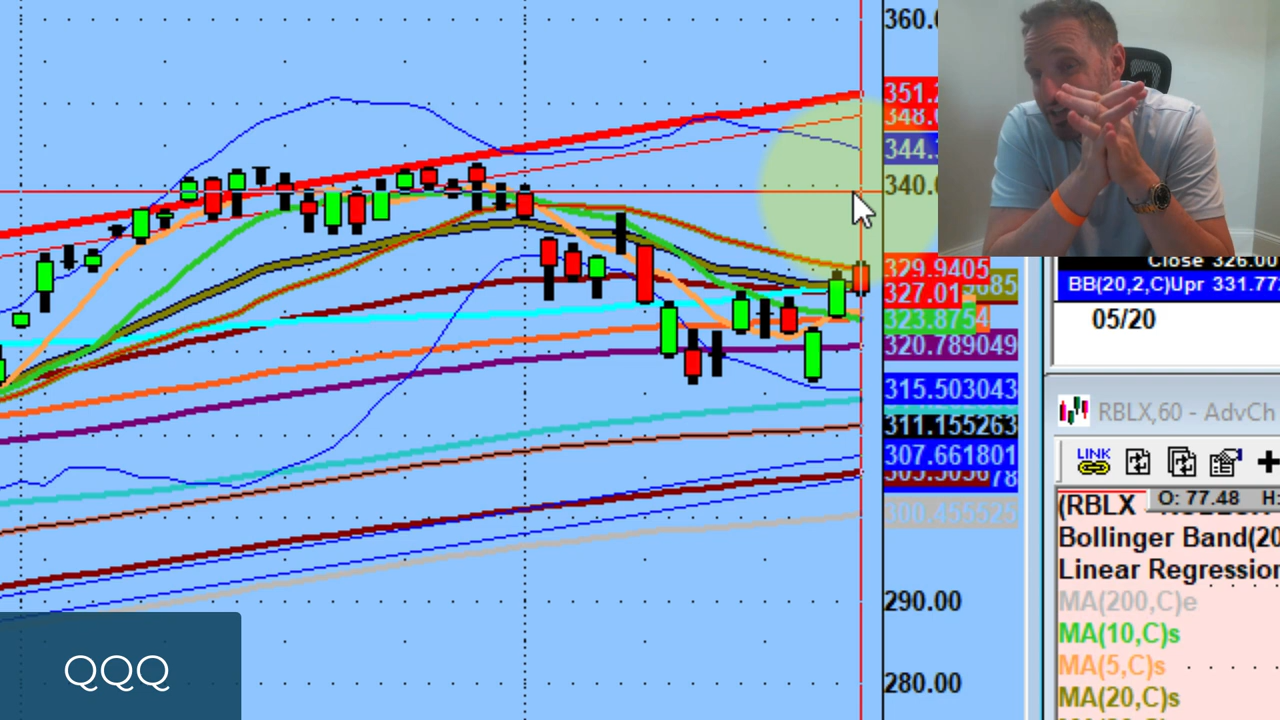 360.
351.
348.
344.
340.
329.9405
327.01
323.8754
320.789049
315.503043
311.155263
307.661801
300.455525
290.00
280.00
Close 326.00
BB(20,2,C)Upr 331.77
05/20
RBLX,60 - AdvCh
LINK
(RBLX
O: 77.48 H:
Bollinger Band(20
Linear Regression
MA(200,C)e
MA(10,C)s
MA(5,C)s
MA(20,C)s
QQQ